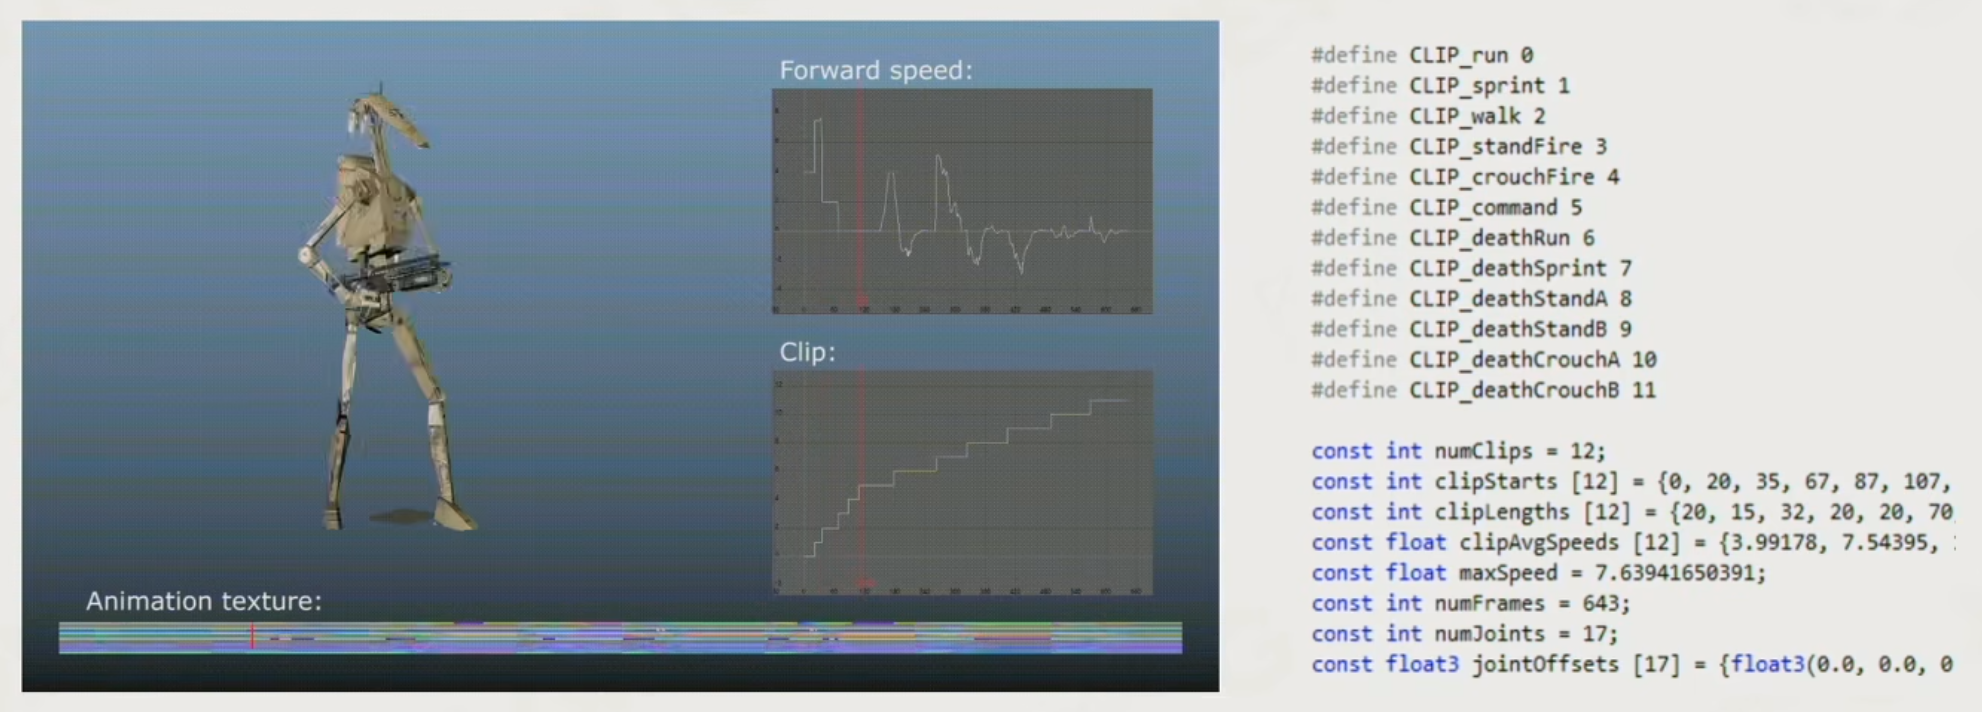 Forward speed:
Clip:
Animation texture:
#define CLIP_run 0
#define CLIP_sprint 1
#define CLIP_walk 2
#define CLIP_standFire 3
#define CLIP_crouchFire 4
#define CLIP_command 5
#define CLIP_deathRun 6
#define CLIP_deathSprint 7
#define CLIP_deathStandA 8
#define CLIP_deathStandB 9
#define CLIP_deathCrouchA 10
#define CLIP_deathCrouchB 11
const int numClips = 12;
const int clipStarts [12] = {0, 20, 35, 67, 87, 107,
const int clipLengths [12] = {20, 15, 32, 20, 20, 70
const float clipAvgSpeeds [12] = {3.99178, 7.54395,
const float maxSpeed = 7.63941650391;
const int numFrames = 643;
const int numJoints = 17;
const float3 jointOffsets [17] = {float3(0.0, 0.0, 0